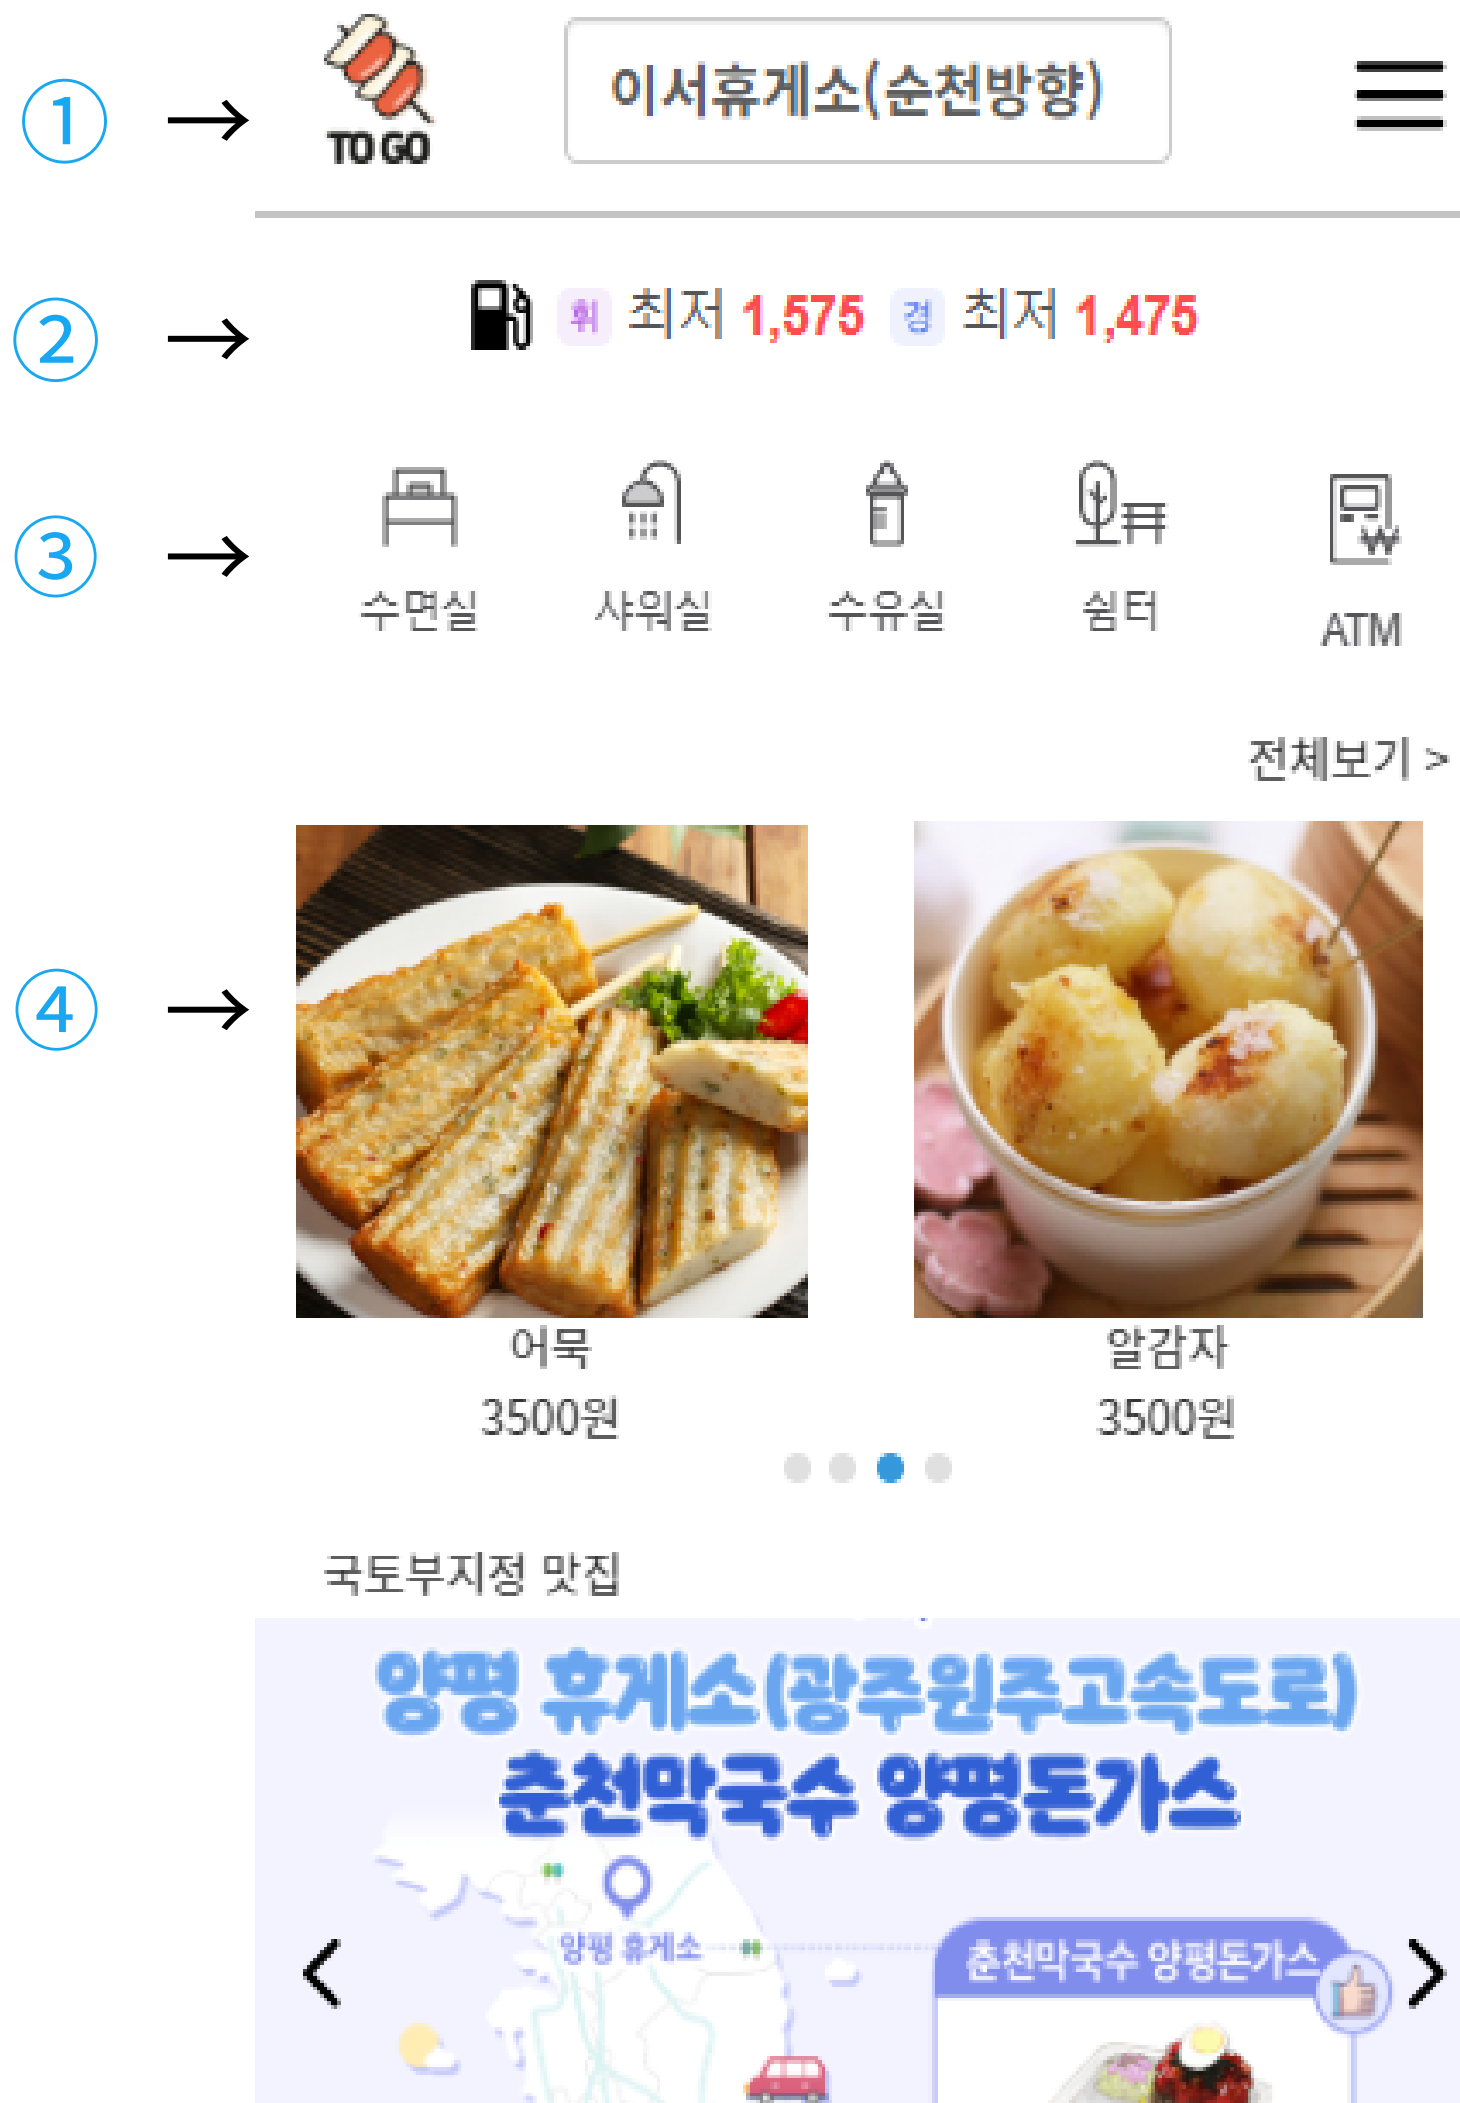 ① → TO GO 이서휴게소(순천방향)
② → 휘 최저 1,575 경 최저 1,475
③ → 수면실 샤워실 수유실 쉼터 ATM
전체보기 >
④ →
어묵 알감자
3500원 3500원
국토부지정 맛집
양평 휴게소(광주원주고속도로)
춘천막국수 양평돈가스
양평 휴게소
춘천막국수 양평돈가스